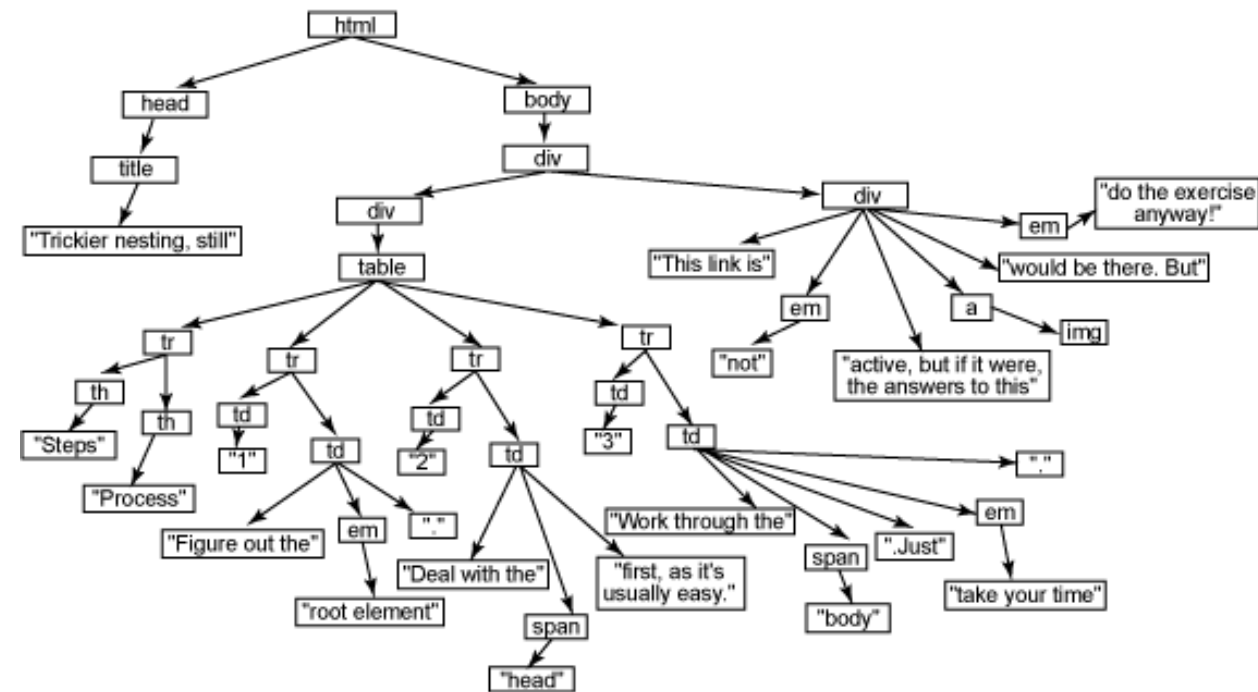 html
head
body
title
div
"Trickier nesting, still"
div
div
em
"do the exercise
anyway!"
table
"This link is"
"would be there. But"
em
a
img
"not"
"active, but if it were,
the answers to this"
tr
tr
tr
tr
th
th
"Steps"
"Process"
td
"1"
td
"Figure out the"
em
"."
"root element"
td
"2"
td
"Deal with the"
"first, as it's
usually easy."
span
"head"
td
"3"
td
"Work through the"
span
"body"
".Just"
em
"take your time"
"."